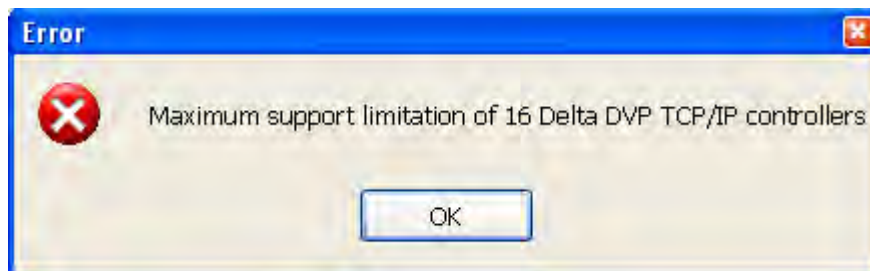 Error
Maximum support limitation of 16 Delta DVP TCP/IP controllers
OK